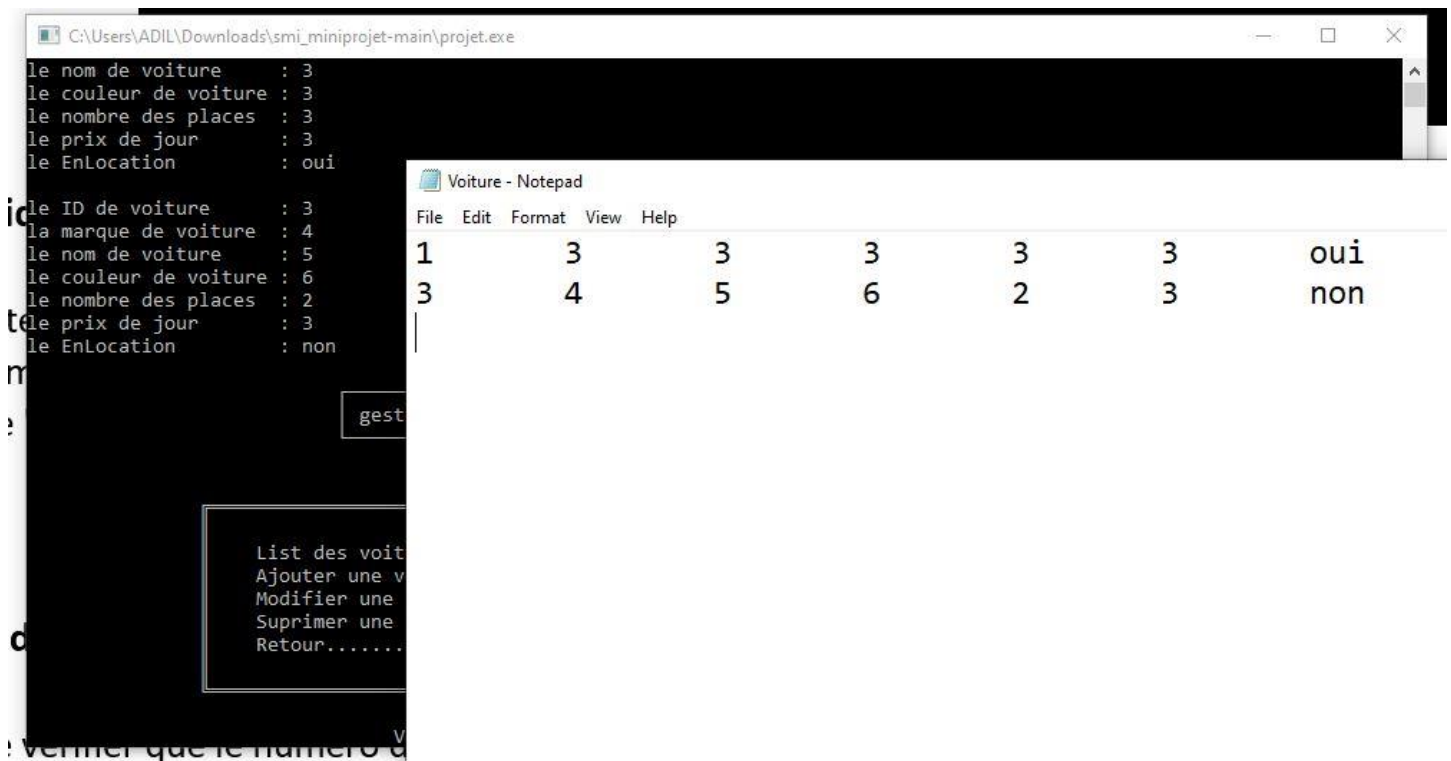 C:\Users\ADIL\Downloads\smi_miniprojet-main\projet.exe
le nom de voiture : 3
le couleur de voiture : 3
le nombre des places : 3
le prix de jour : 3
le EnLocation : oui
le ID de voiture : 3
la marque de voiture : 4
le nom de voiture : 5
le couleur de voiture : 6
le nombre des places : 2
le prix de jour : 3
le EnLocation : non
gest
List des voit
Ajouter une v
Modifier une
Suprimer une
Retour.......
V
Voiture - Notepad
File Edit Format View Help
1 3 3 3 3 3 oui
3 4 5 6 2 3 non